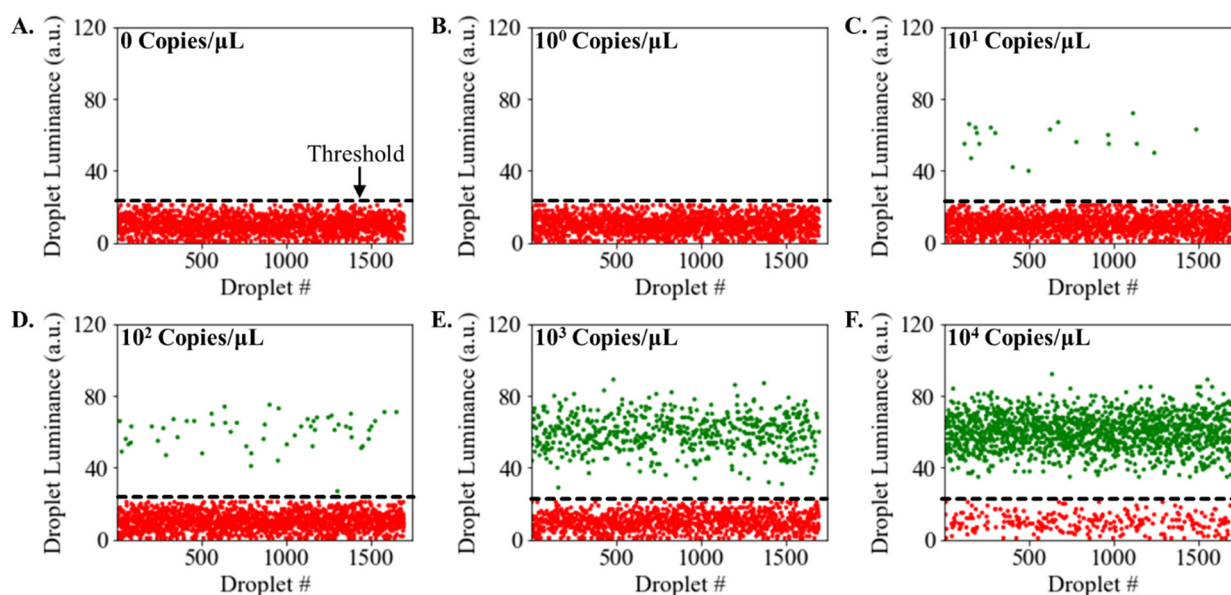 A.
0 Copies/µL
Droplet Luminance (a.u.)
120
80
40
0
Threshold
500 1000 1500
Droplet #
B.
10⁰ Copies/µL
Droplet Luminance (a.u.)
120
80
40
0
500 1000 1500
Droplet #
C.
10¹ Copies/µL
Droplet Luminance (a.u.)
120
80
40
0
500 1000 1500
Droplet #
D.
10² Copies/µL
Droplet Luminance (a.u.)
120
80
40
0
500 1000 1500
Droplet #
E.
10³ Copies/µL
Droplet Luminance (a.u.)
120
80
40
0
500 1000 1500
Droplet #
F.
10⁴ Copies/µL
Droplet Luminance (a.u.)
120
80
40
0
500 1000 1500
Droplet #